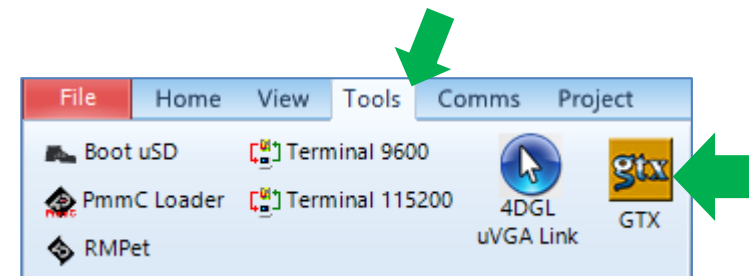 File Home View Tools Comms Project
Boot uSD Terminal 9600
PmmC Loader Terminal 115200
RMPet
4DGL
uVGA Link
gtx
GTX